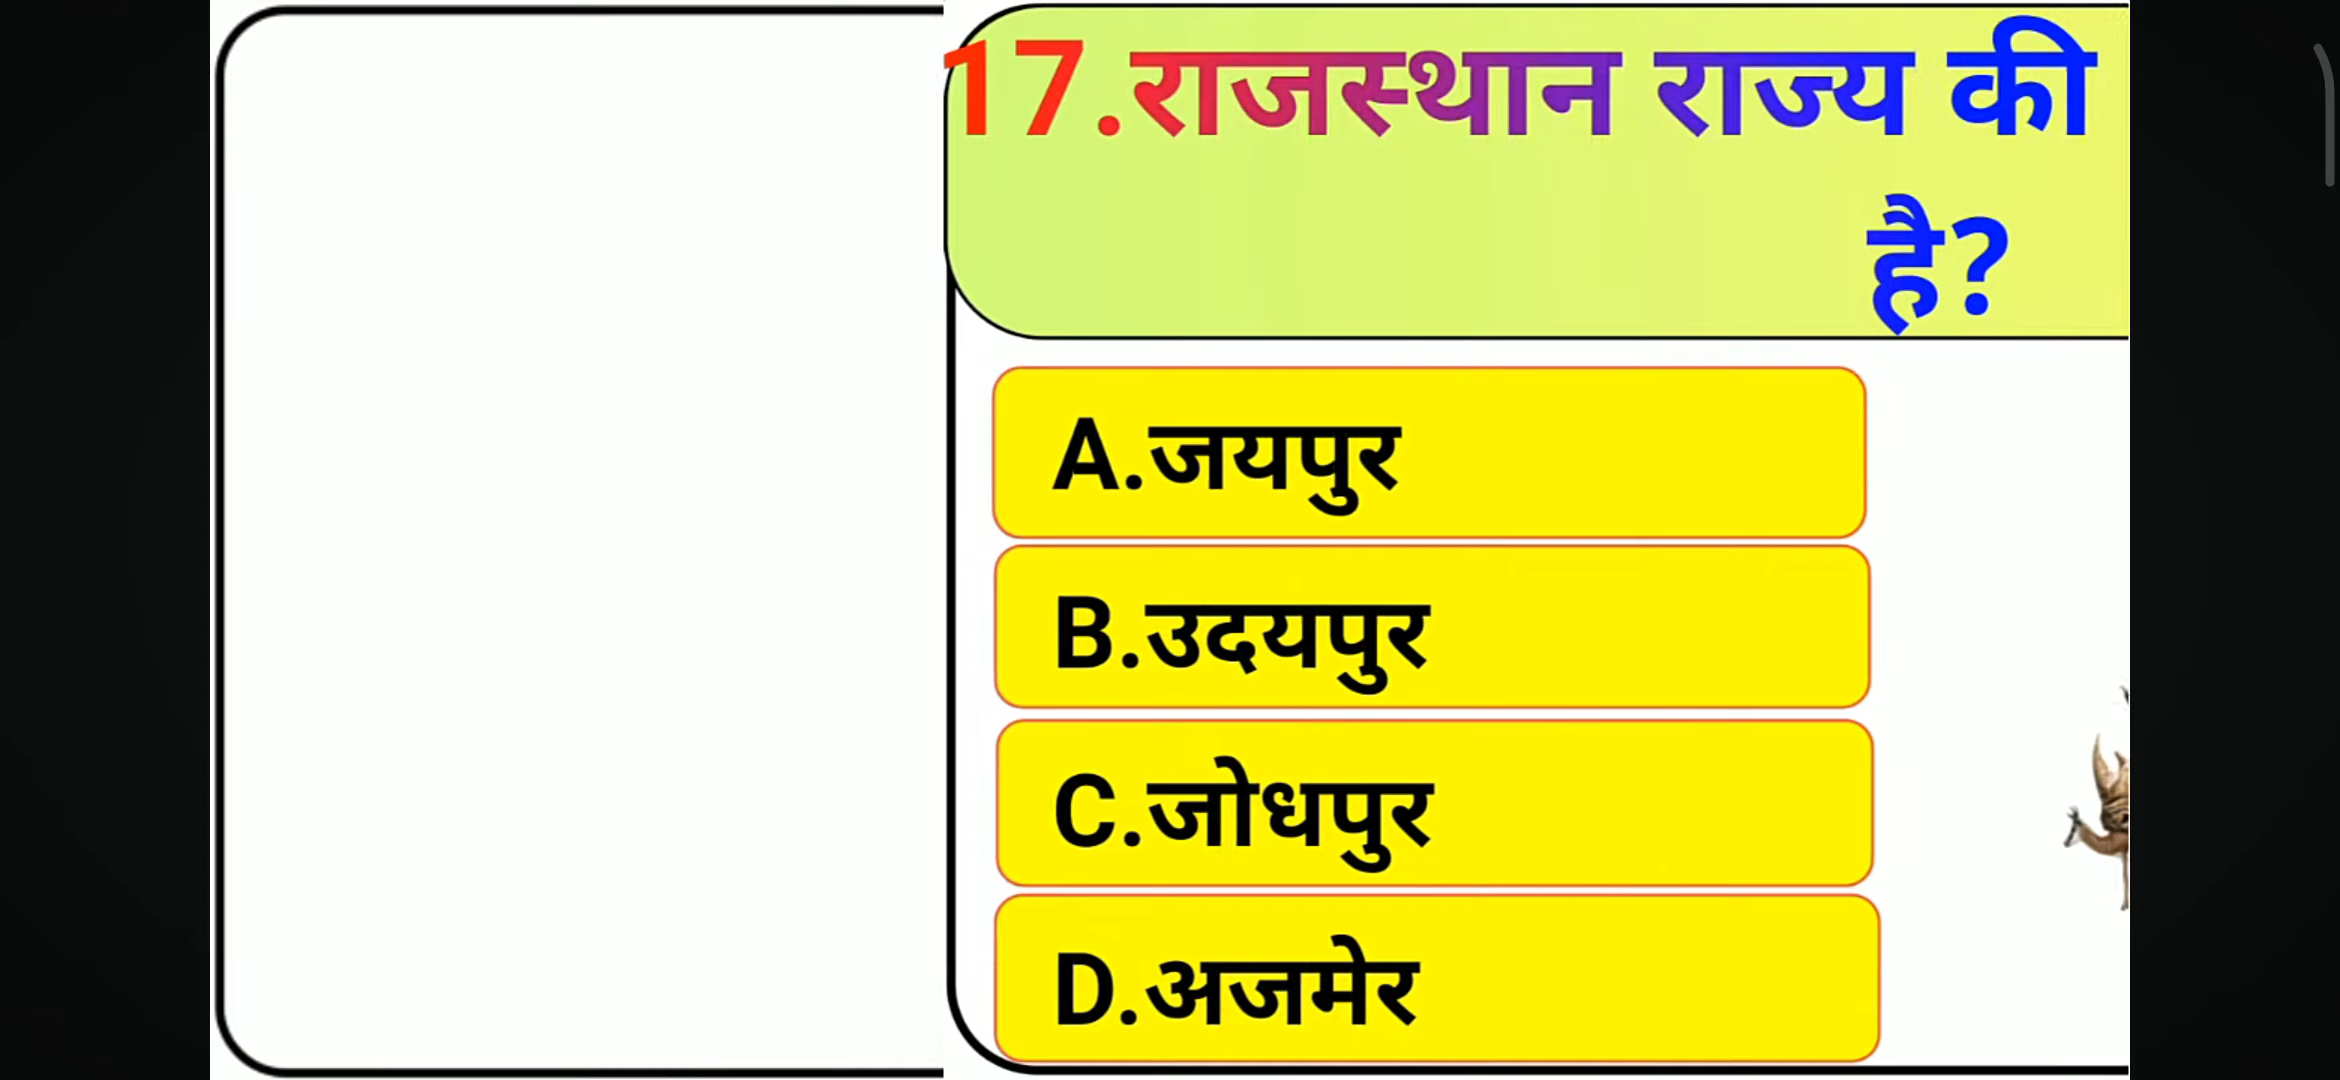 17.राजस्थान राज्य की
है?
A.जयपुर
B.उदयपुर
C.जोधपुर
D.अजमेर